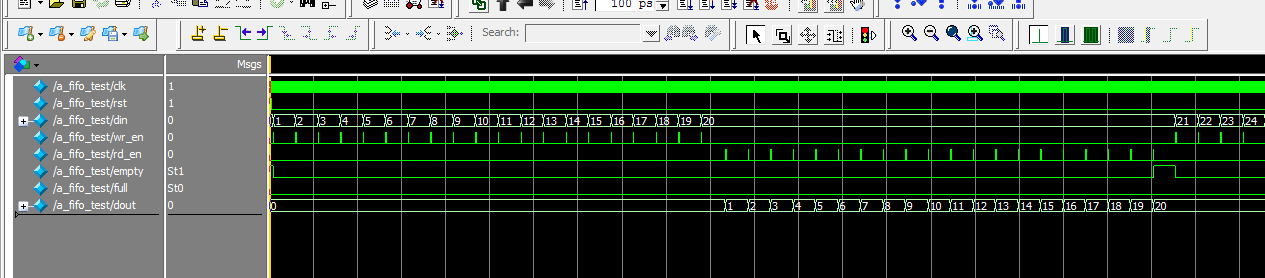 100 ps
Search:
Msgs
/a_fifo_test/clk 1
/a_fifo_test/rst 1
/a_fifo_test/din 0 1 2 3 4 5 6 7 8 9 10 11 12 13 14 15 16 17 18 19 20 21 22 23 24
/a_fifo_test/wr_en 0
/a_fifo_test/rd_en 0
/a_fifo_test/empty St1
/a_fifo_test/full St0
/a_fifo_test/dout 0 0 1 2 3 4 5 6 7 8 9 10 11 12 13 14 15 16 17 18 19 20